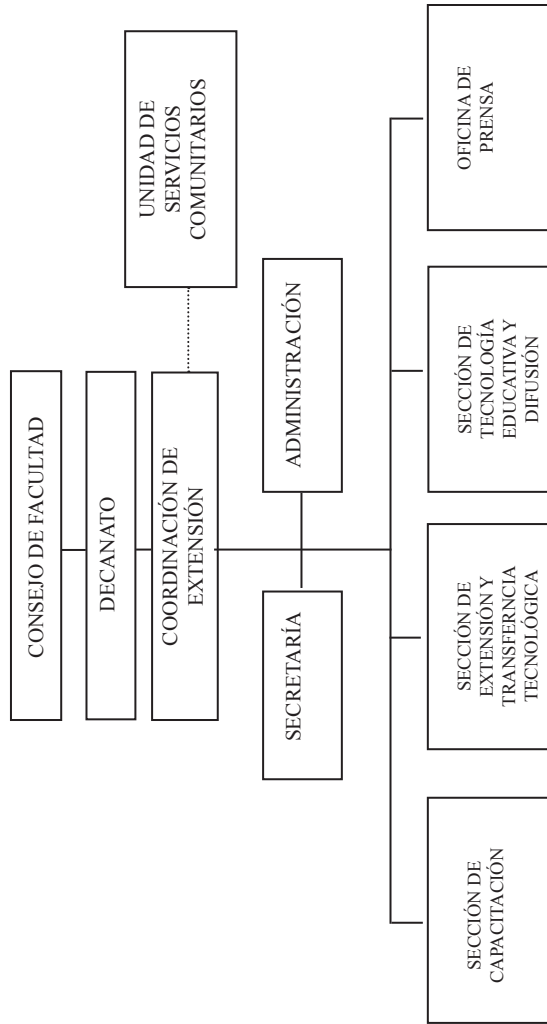 CONSEJO DE FACULTAD
DECANATO
COORDINACIÓN DE
EXTENSIÓN
UNIDAD DE
SERVICIOS
COMUNITARIOS
SECRETARÍA
ADMINISTRACIÓN
SECCIÓN DE
CAPACITACIÓN
SECCIÓN DE
EXTENSIÓN Y
TRANSFERNCIA
TECNOLÓGICA
SECCIÓN DE
TECNOLOGÍA
EDUCATIVA Y
DIFUSIÓN
OFICINA DE
PRENSA